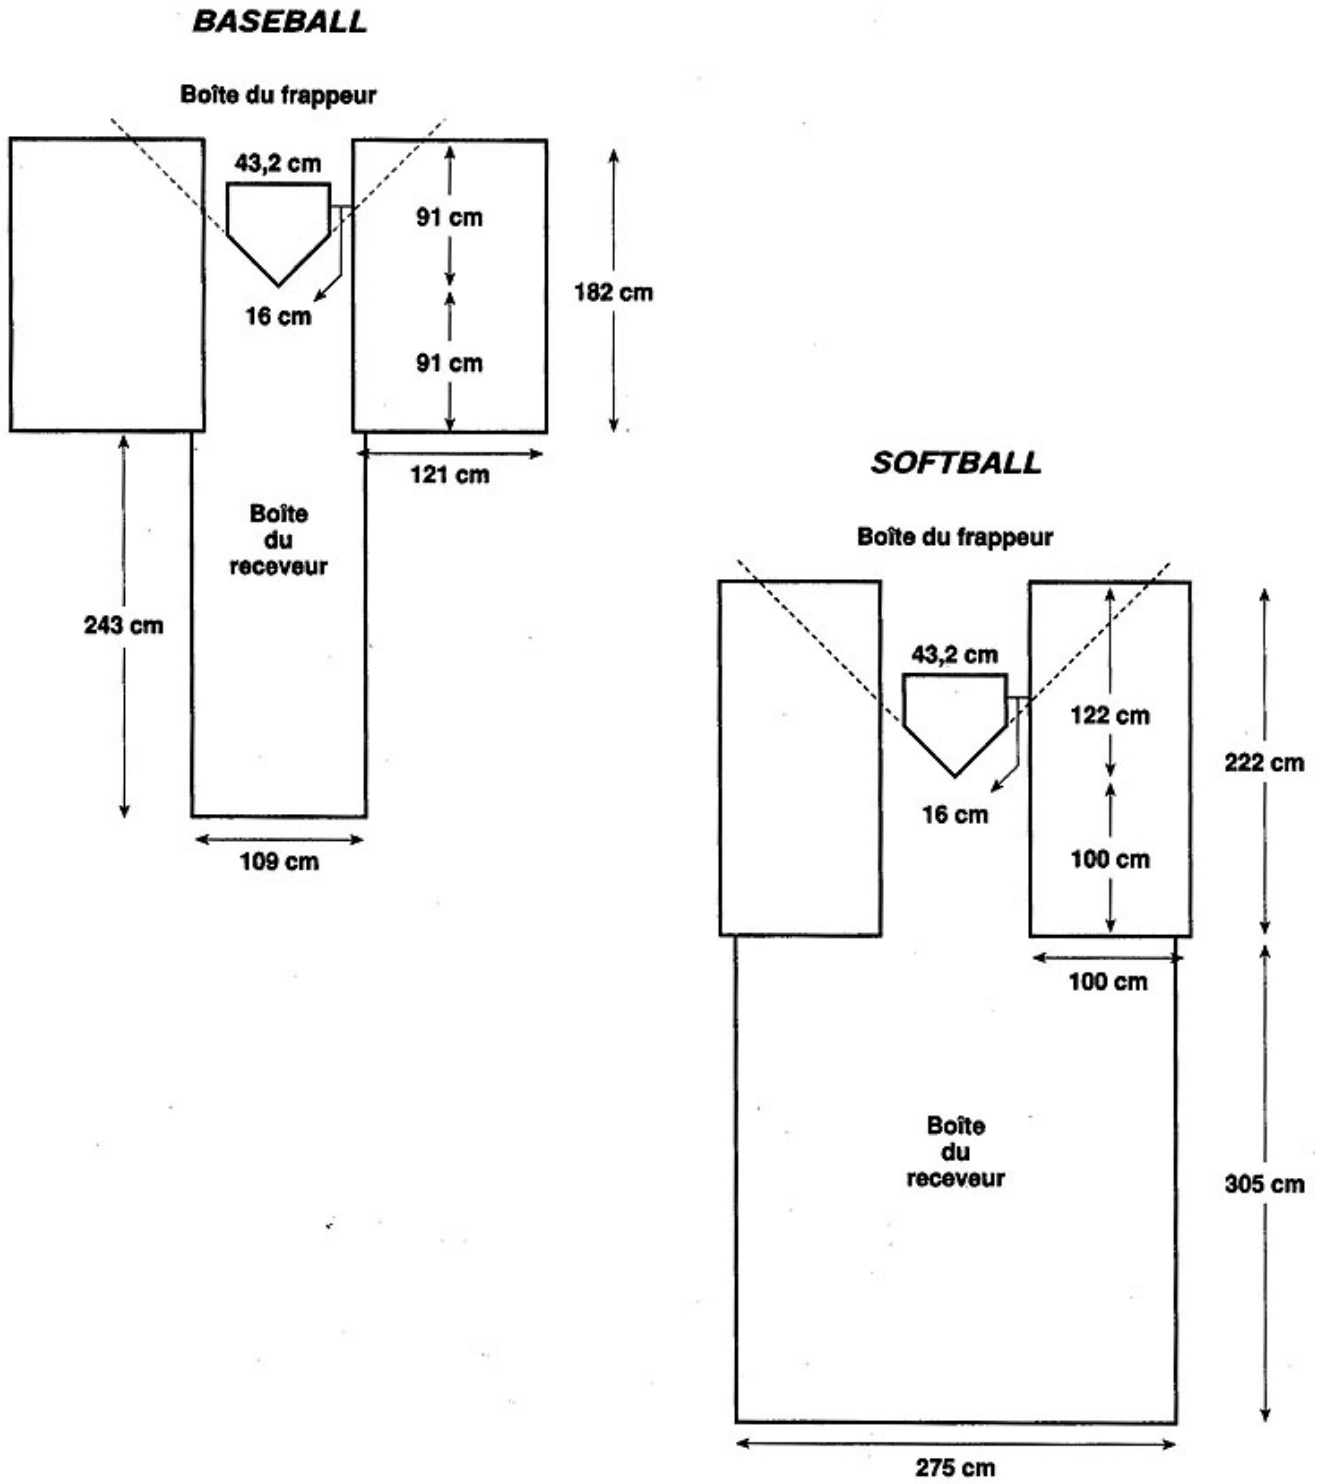 BASEBALL
Boîte du frappeur
43,2 cm
91 cm
182 cm
16 cm
91 cm
121 cm
Boîte
du
receveur
243 cm
109 cm
SOFTBALL
Boîte du frappeur
43,2 cm
122 cm
222 cm
16 cm
100 cm
100 cm
Boîte
du
receveur
305 cm
275 cm